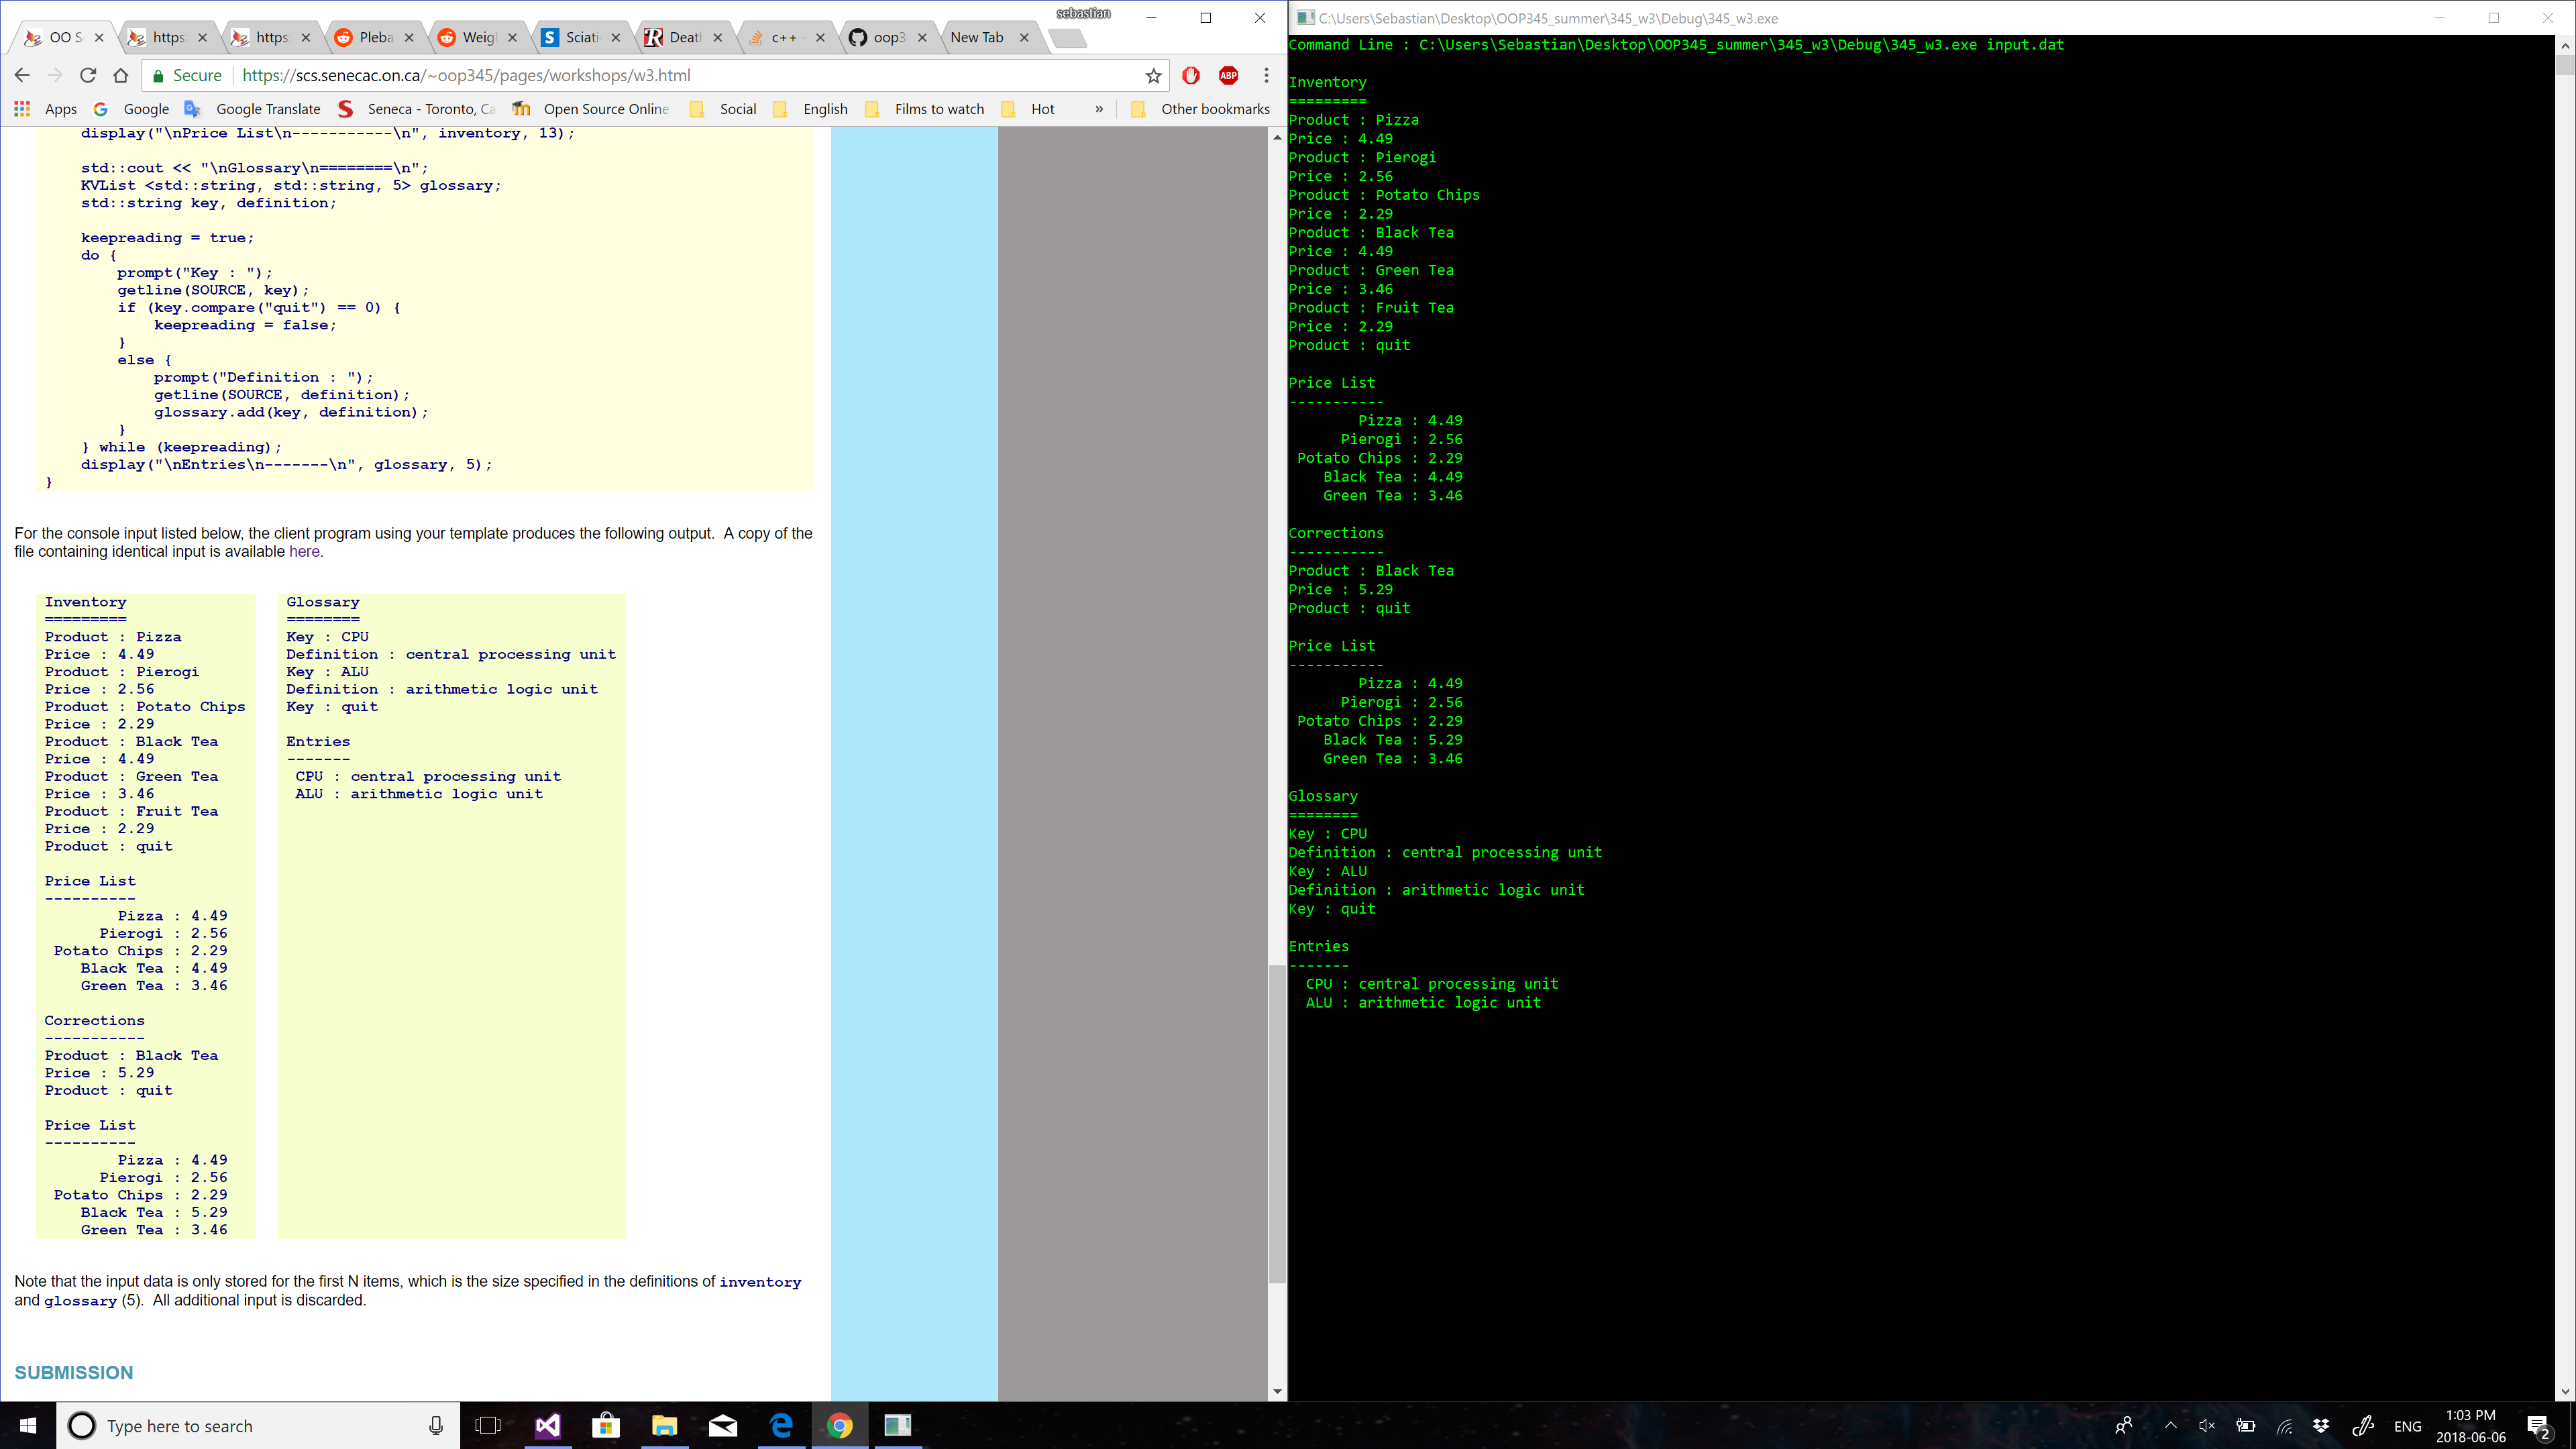 sebastian
OO S
https:
https:
Pleba
Weigl
Sciati
Deat
c++
oop3
New Tab
Secure
https://scs.senecac.on.ca/~oop345/pages/workshops/w3.html
ABP
Apps
Google
Google Translate
Seneca - Toronto, Ca
Open Source Online
Social
English
Films to watch
Hot
»
Other bookmarks
display("\nPrice List\n-----------\n", inventory, 13);
std::cout << "\nGlossary\n========\n";
KVList <std::string, std::string, 5> glossary;
std::string key, definition;
keepreading = true;
do {
prompt("Key : ");
getline(SOURCE, key);
if (key.compare("quit") == 0) {
keepreading = false;
}
else {
prompt("Definition : ");
getline(SOURCE, definition);
glossary.add(key, definition);
}
} while (keepreading);
display("\nEntries\n-------\n", glossary, 5);
}
For the console input listed below, the client program using your template produces the following output. A copy of the
file containing identical input is available here.
Inventory
=========
Product : Pizza
Price : 4.49
Product : Pierogi
Price : 2.56
Product : Potato Chips
Price : 2.29
Product : Black Tea
Price : 4.49
Product : Green Tea
Price : 3.46
Product : Fruit Tea
Price : 2.29
Product : quit
Price List
----------
Pizza : 4.49
Pierogi : 2.56
Potato Chips : 2.29
Black Tea : 4.49
Green Tea : 3.46
Corrections
-----------
Product : Black Tea
Price : 5.29
Product : quit
Price List
----------
Pizza : 4.49
Pierogi : 2.56
Potato Chips : 2.29
Black Tea : 5.29
Green Tea : 3.46
Glossary
========
Key : CPU
Definition : central processing unit
Key : ALU
Definition : arithmetic logic unit
Key : quit
Entries
-------
CPU : central processing unit
ALU : arithmetic logic unit
Note that the input data is only stored for the first N items, which is the size specified in the definitions of inventory
and glossary (5). All additional input is discarded.
SUBMISSION
C:\Users\Sebastian\Desktop\OOP345_summer\345_w3\Debug\345_w3.exe
Command Line : C:\Users\Sebastian\Desktop\OOP345_summer\345_w3\Debug\345_w3.exe input.dat
Inventory
=========
Product : Pizza
Price : 4.49
Product : Pierogi
Price : 2.56
Product : Potato Chips
Price : 2.29
Product : Black Tea
Price : 4.49
Product : Green Tea
Price : 3.46
Product : Fruit Tea
Price : 2.29
Product : quit
Price List
-----------
Pizza : 4.49
Pierogi : 2.56
Potato Chips : 2.29
Black Tea : 4.49
Green Tea : 3.46
Corrections
-----------
Product : Black Tea
Price : 5.29
Product : quit
Price List
-----------
Pizza : 4.49
Pierogi : 2.56
Potato Chips : 2.29
Black Tea : 5.29
Green Tea : 3.46
Glossary
========
Key : CPU
Definition : central processing unit
Key : ALU
Definition : arithmetic logic unit
Key : quit
Entries
-------
CPU : central processing unit
ALU : arithmetic logic unit
Type here to search
ENG
1:03 PM
2018-06-06
2